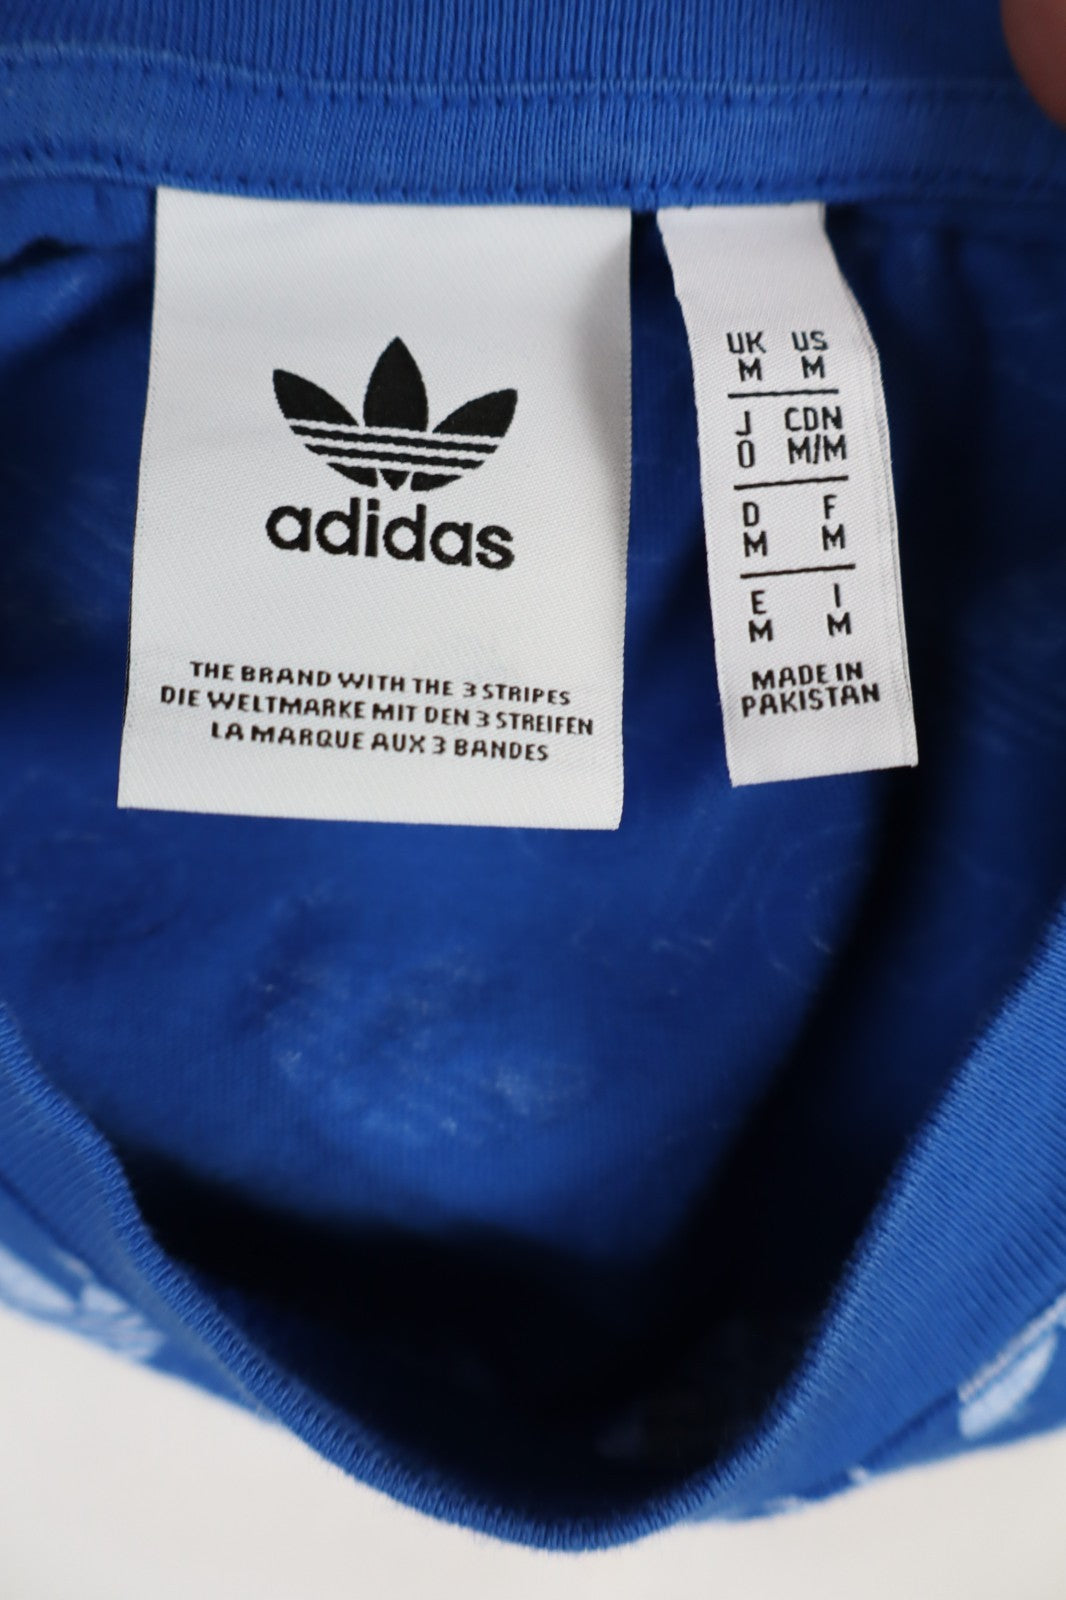 adidas
THE BRAND WITH THE 3 STRIPES
DIE WELTMARKE MIT DEN 3 STREIFEN
LA MARQUE AUX 3 BANDES
UK US
M M
J CDN
O M/M
D F
M M
E I
M M
MADE IN
PAKISTAN